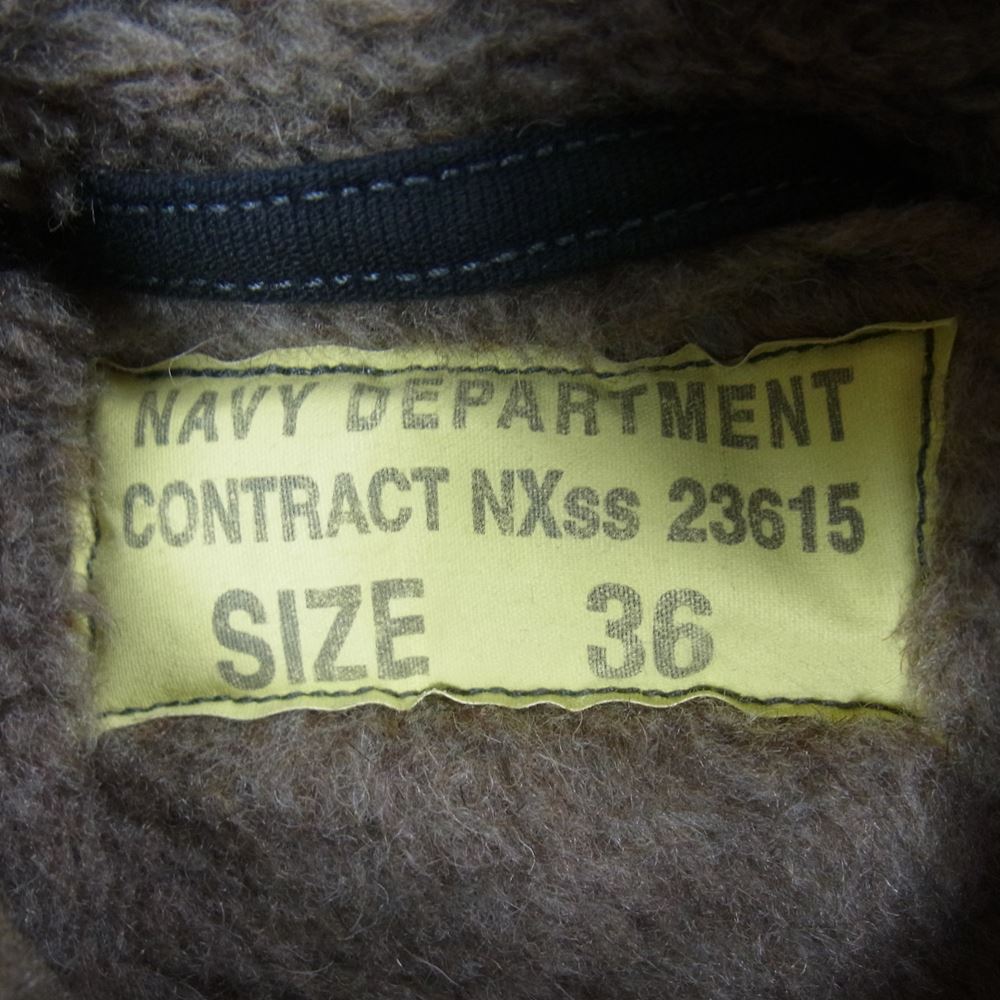 NAVY DEPARTMENT
CONTRACT NXss 23615
SIZE 36